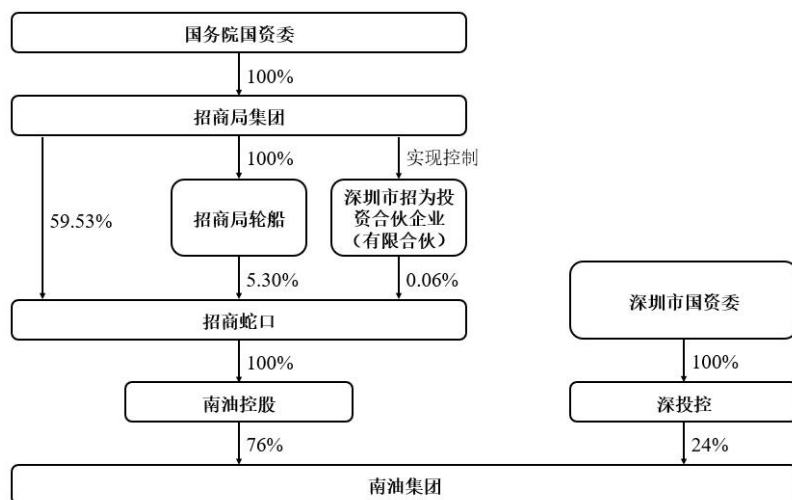 国务院国资委
100%
招商局集团
100%
实现控制
59.53%
招商局轮船
深圳市招为投
资合伙企业
（有限合伙）
5.30%
0.06%
深圳市国资委
招商蛇口
100%
100%
南油控股
深投控
76%
24%
南油集团